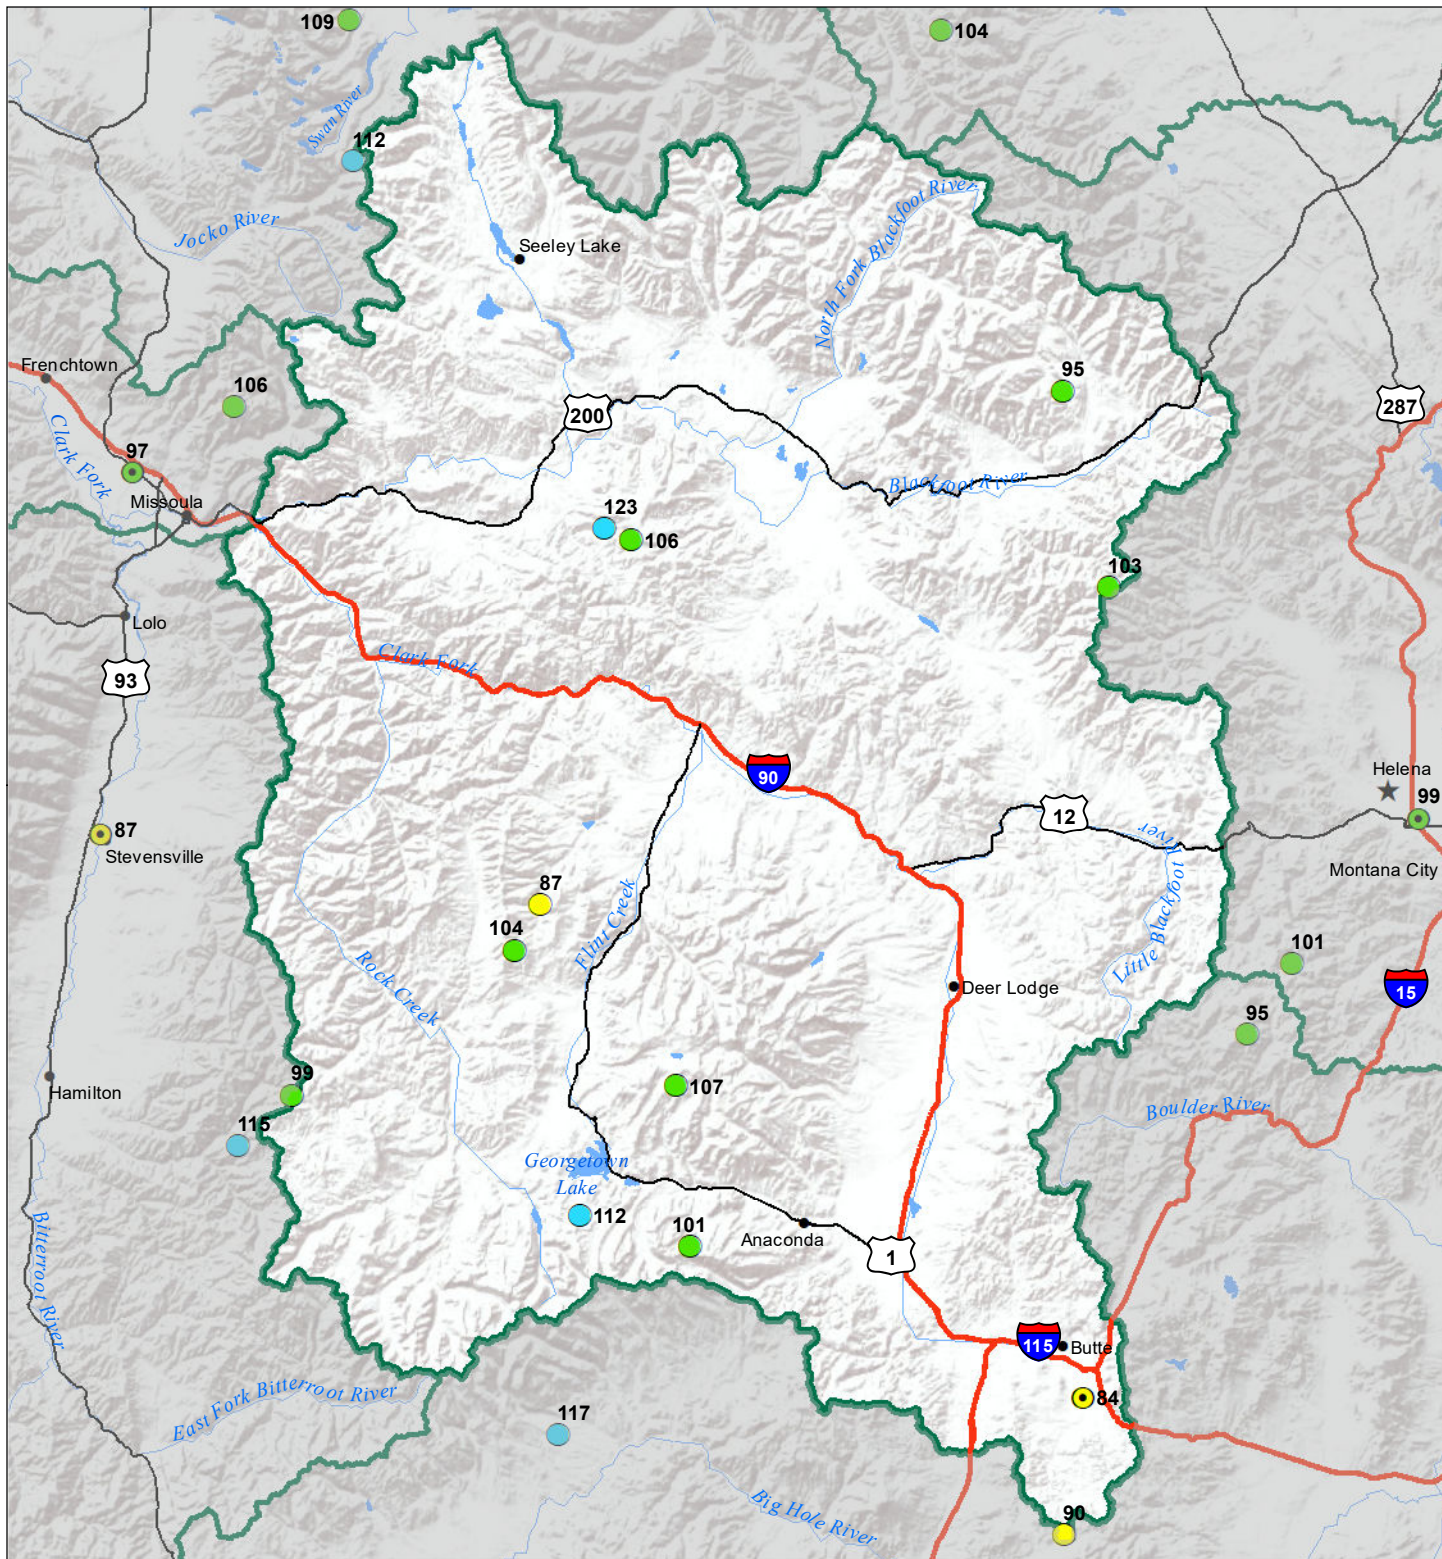 109
104
Swan River
112
Jocko River
Seeley Lake
North Fork Blackfoot River
Frenchtown
106
95
200
287
Clark Fork
97
Blackfoot River
Missoula
123
106
103
Lolo
Clark Fork
93
90
Helena
99
12
87
Stevensville
Little Blackfoot River
Montana City
87
Flint Creek
104
101
Rock Creek
Deer Lodge
15
95
99
107
Hamilton
Boulder River
115
Georgetown
Lake
112
101
Anaconda
1
Bitterroot River
115
Butte
East Fork Bitterroot River
84
117
Big Hole River
90